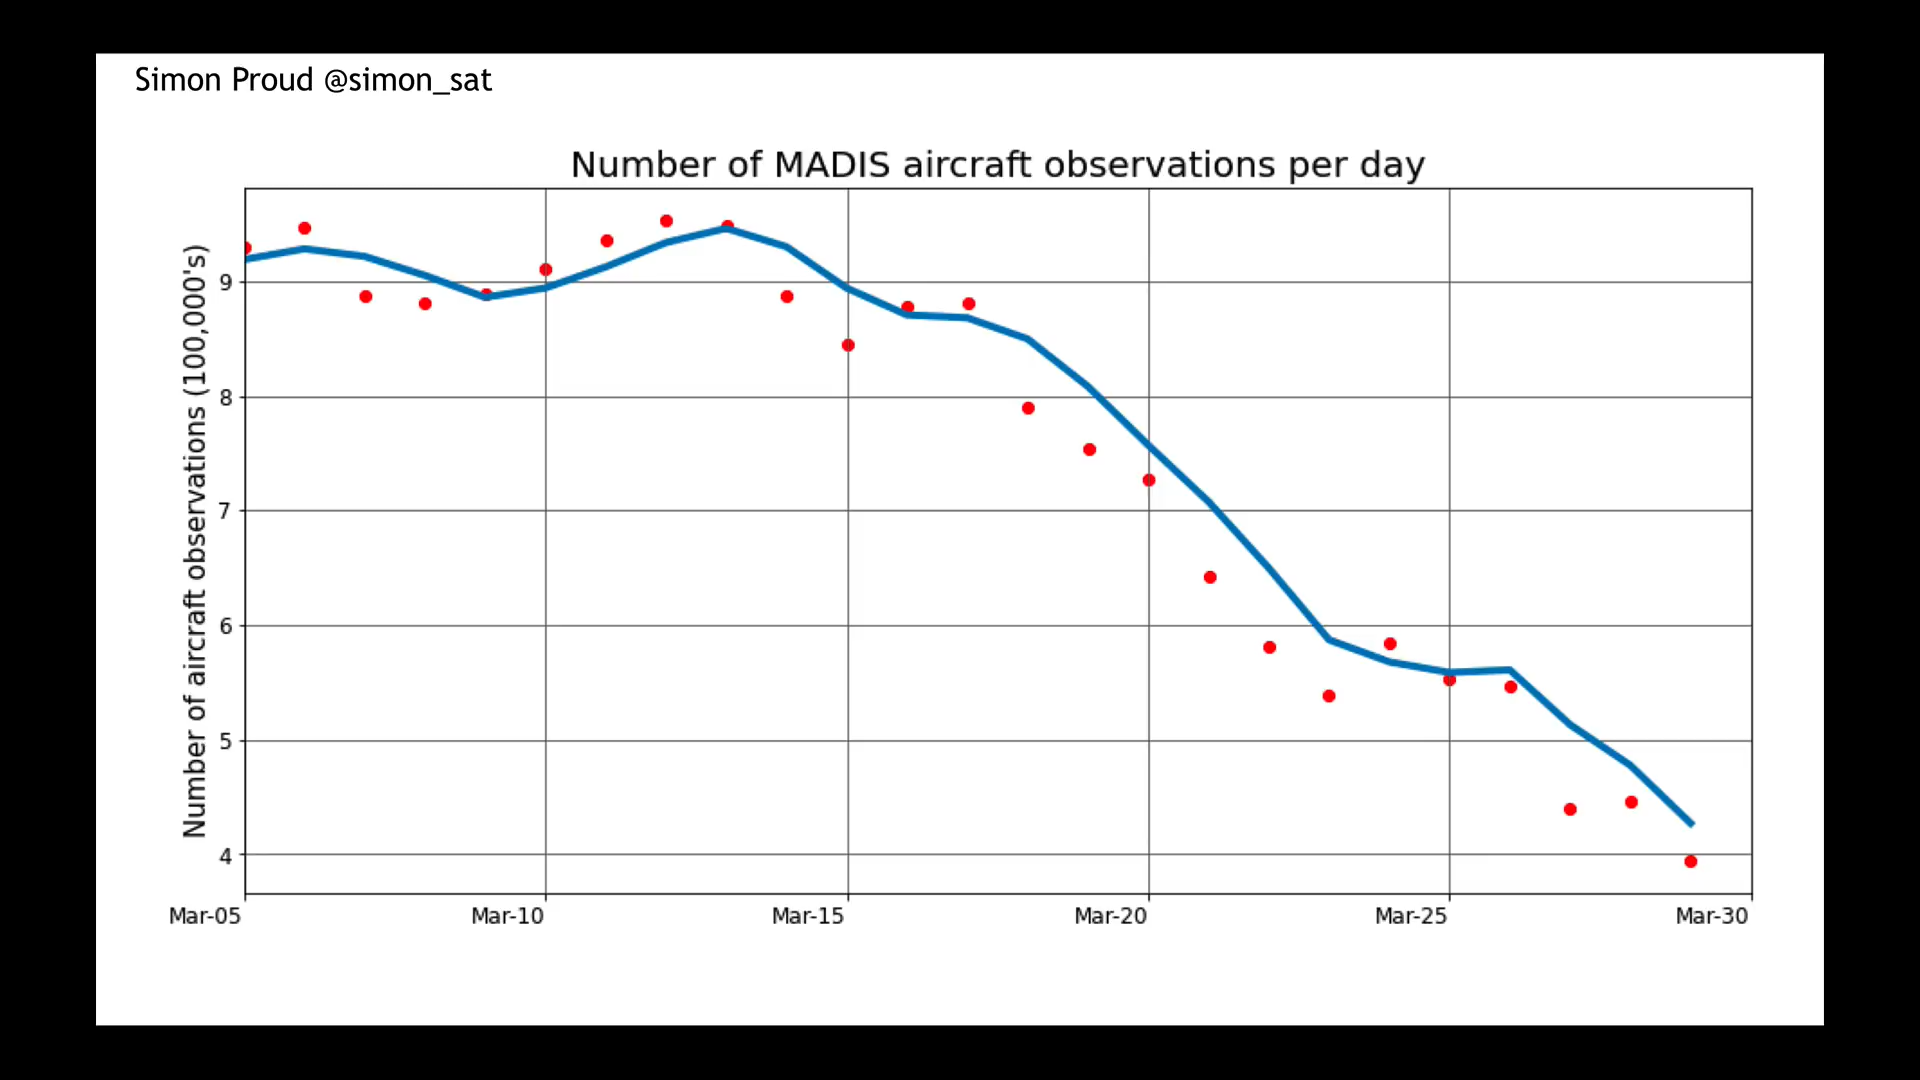 Simon Proud @simon_sat
Number of MADIS aircraft observations per day
Number of aircraft observations (100,000's)
9
8
7
6
5
4
Mar-05 Mar-10 Mar-15 Mar-20 Mar-25 Mar-30